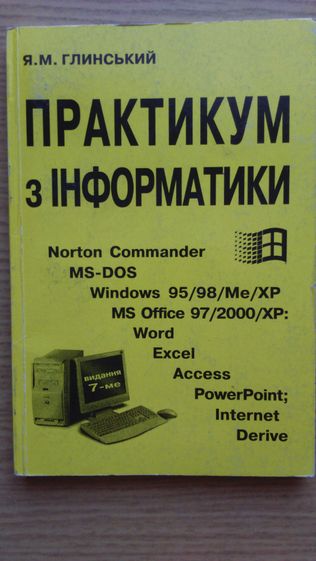 Я.М. ГЛИНСЬКИЙ
ПРАКТИКУМ
з ІНФОРМАТИКИ
Norton Commander
MS-DOS
Windows 95/98/Me/XP
MS Office 97/2000/XP:
Word
Excel
Access
PowerPoint;
Internet
Derive
видання
7-ме